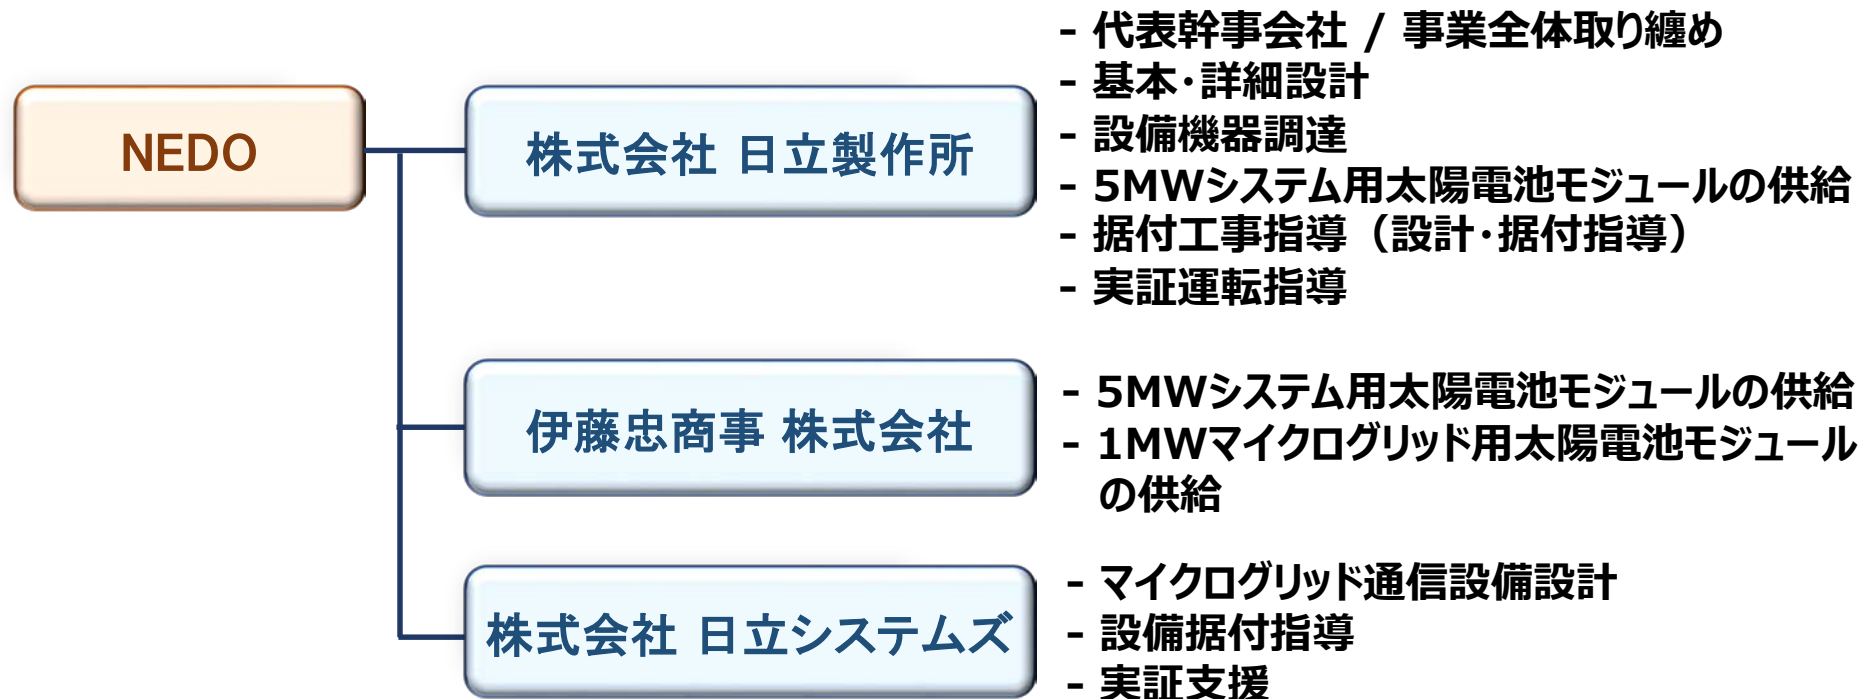 NEDO
株式会社 日立製作所
- 代表幹事会社 / 事業全体取り纏め
- 基本･詳細設計
- 設備機器調達
- 5MWシステム用太陽電池モジュールの供給
- 据付工事指導（設計･据付指導）
- 実証運転指導
伊藤忠商事 株式会社
- 5MWシステム用太陽電池モジュールの供給
- 1MWマイクログリッド用太陽電池モジュール
の供給
株式会社 日立システムズ
- マイクログリッド通信設備設計
- 設備据付指導
- 実証支援